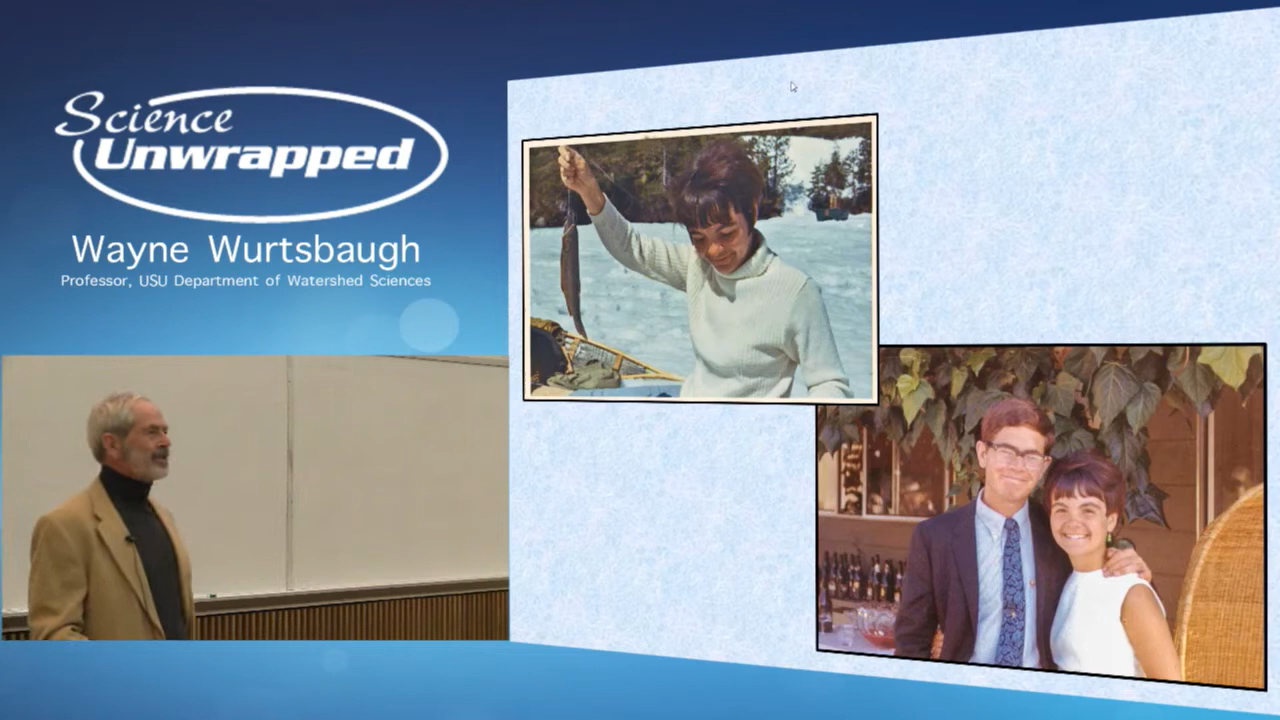 Science
Unwrapped
Wayne Wurtsbaugh
Professor, USU Department of Watershed Sciences